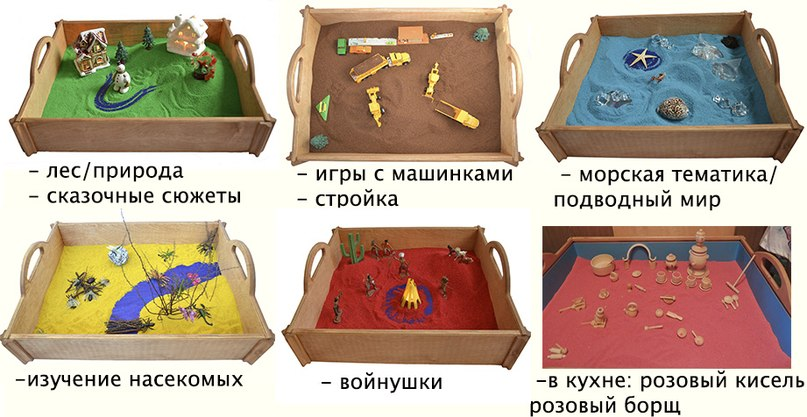 - лес/природа
- сказочные сюжеты
- игры с машинками
- стройка
- морская тематика/
подводный мир
-изучение насекомых
- войнушки
-в кухне: розовый кисель
розовый борщ